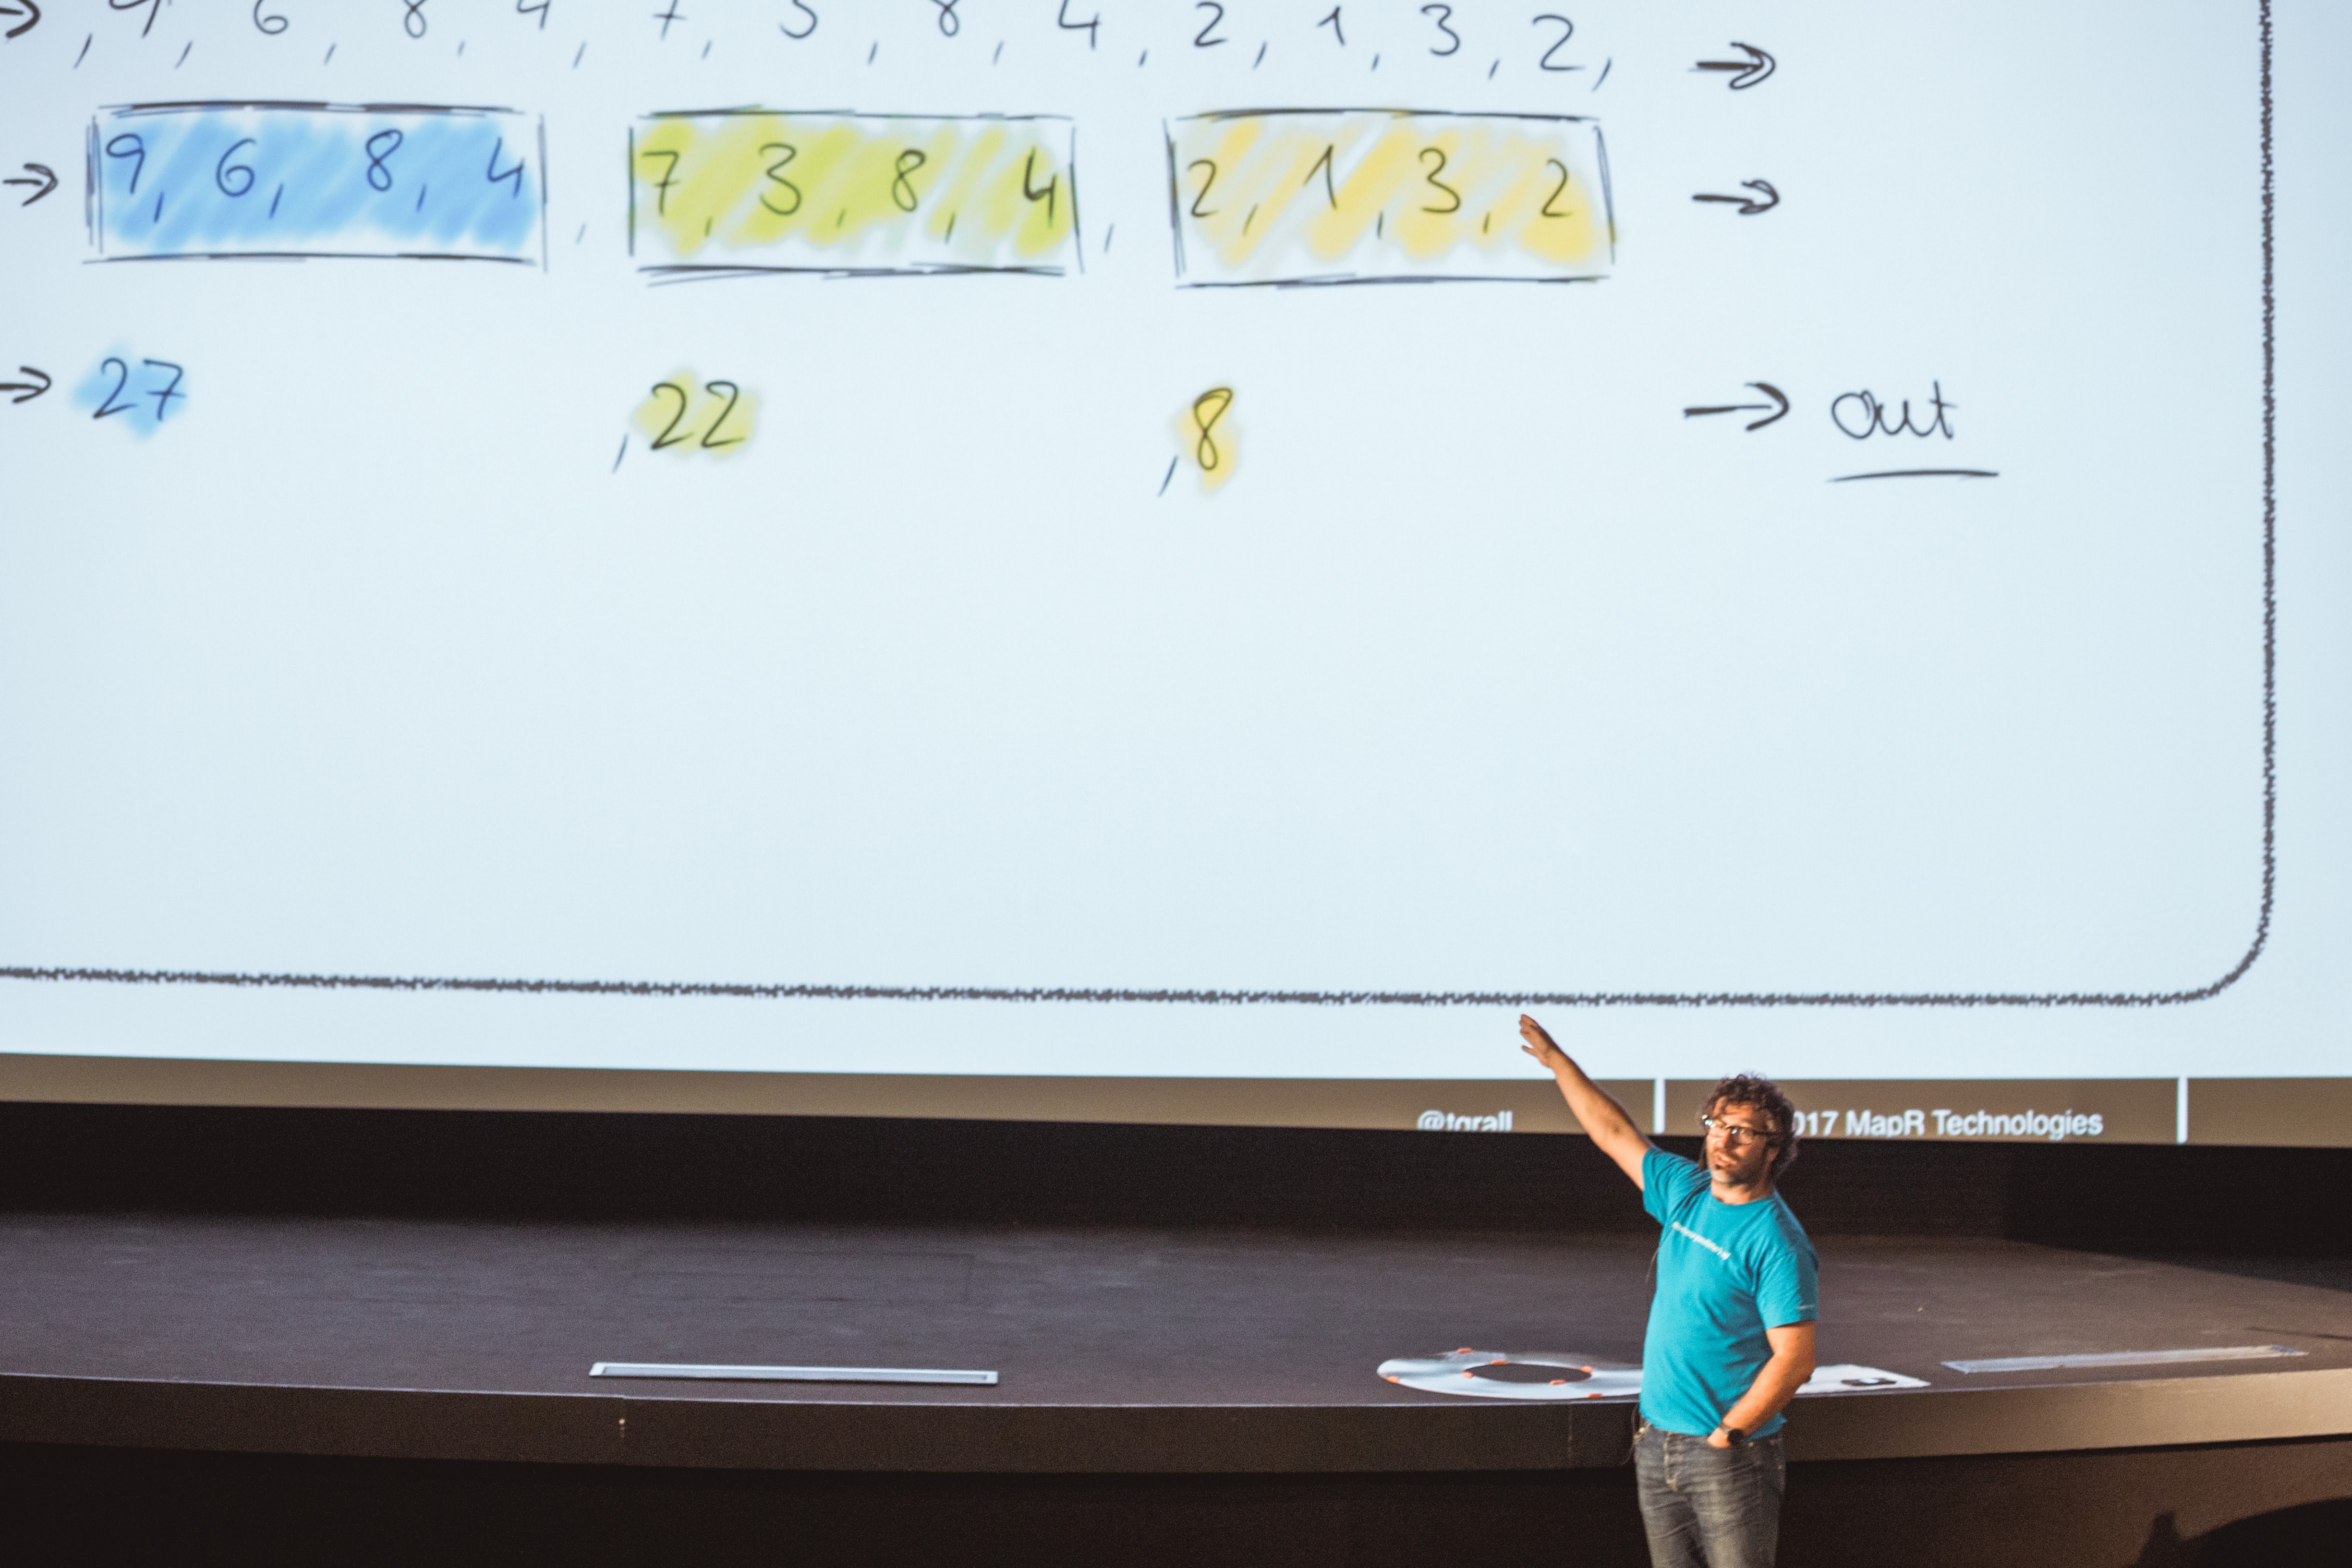 → , 9, 6, 8, 4, 7, 3, 8, 4, 2, 1, 3, 2, →
→ 9, 6, 8, 4 , 7, 3, 8, 4 , 2, 1, 3, 2 →
→ 27 , 22 , 8 → out
@tgrall 017 MapR Technologies